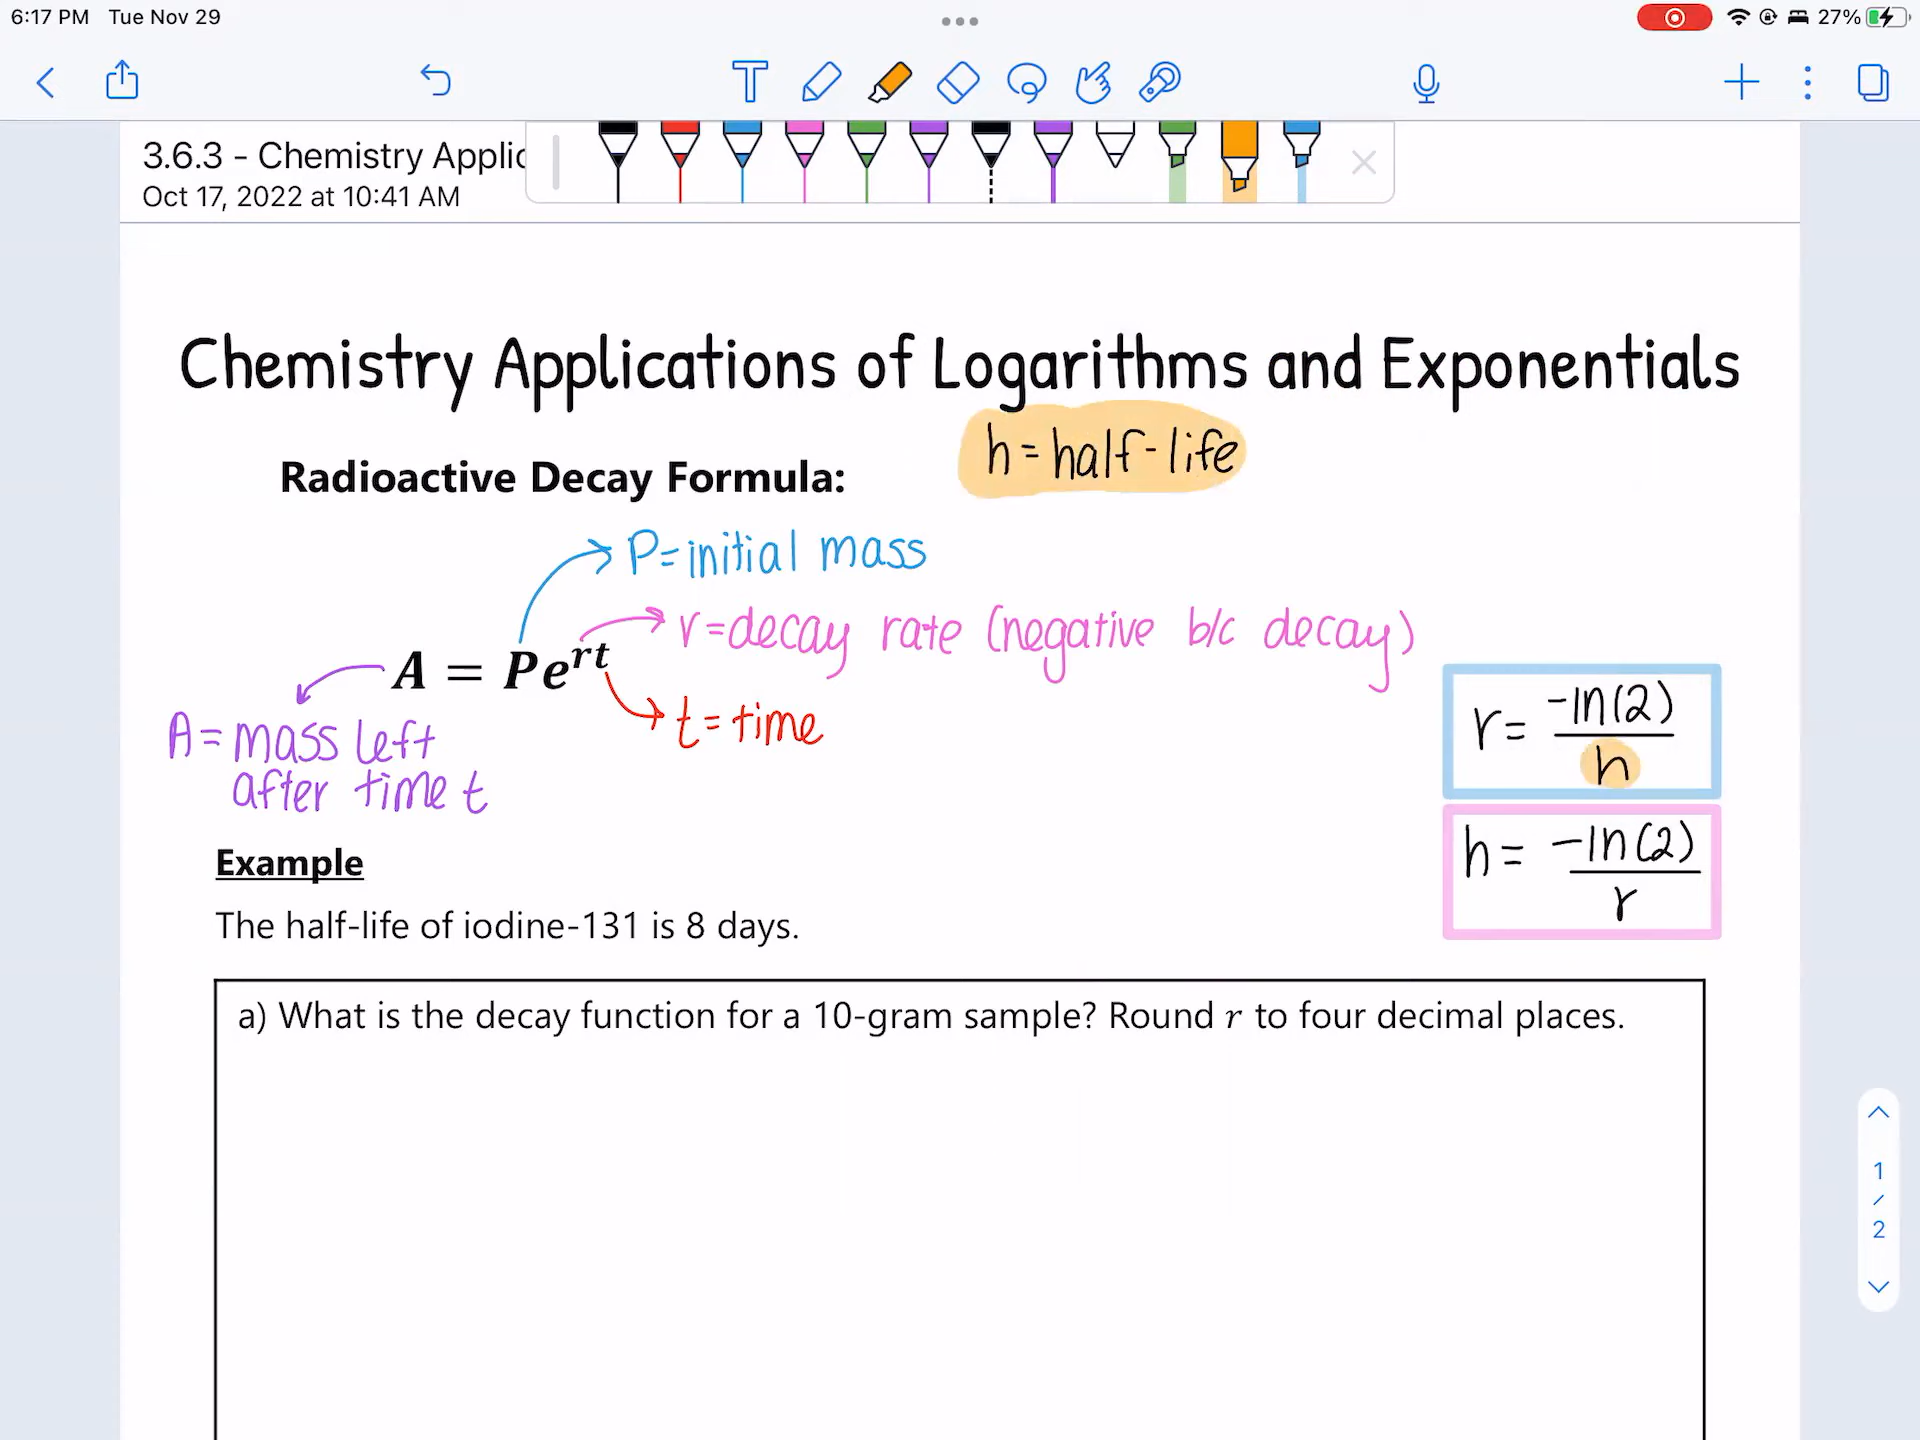 6:17 PM Tue Nov 29
27%
T
3.6.3 - Chemistry Applic
Oct 17, 2022 at 10:41 AM
Chemistry Applications of Logarithms and Exponentials
h = half-life
Radioactive Decay Formula:
P = initial mass
r = decay rate (negative b/c decay)
A = Pe^{rt}
t = time
A = mass left
after time t
r = -ln(2)/h
h = -ln(2)/r
Example
The half-life of iodine-131 is 8 days.
a) What is the decay function for a 10-gram sample? Round r to four decimal places.
1
/
2